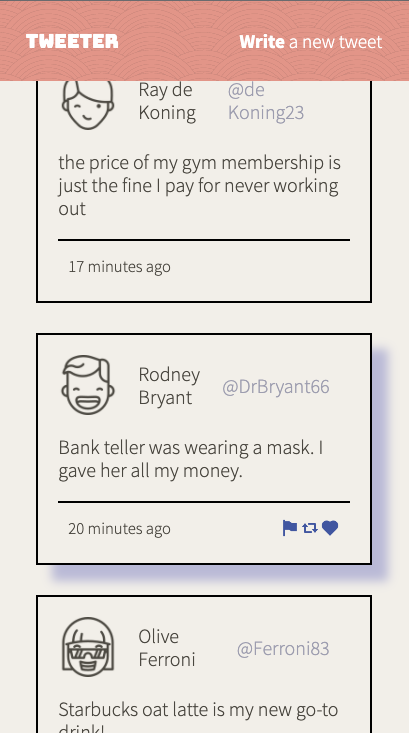 TWEETER
Write a new tweet
Ray de
Koning
@de
Koning23
the price of my gym membership is
just the fine I pay for never working
out
17 minutes ago
Rodney
Bryant
@DrBryant66
Bank teller was wearing a mask. I
gave her all my money.
20 minutes ago
Olive
Ferroni
@Ferroni83
Starbucks oat latte is my new go-to
drink!